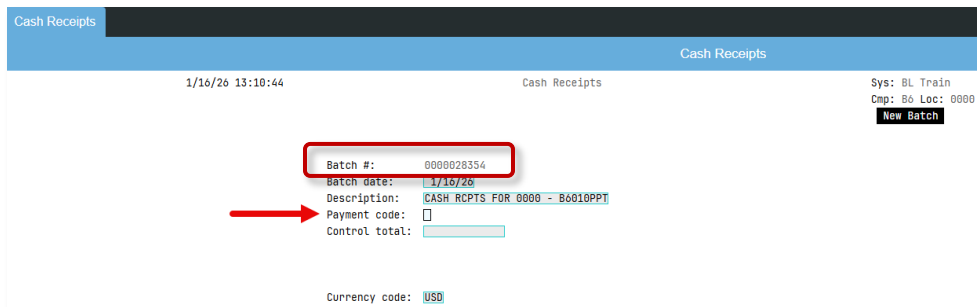 Cash Receipts
Cash Receipts
1/16/26 13:10:44 Cash Receipts Sys: BL Train
Cmp: B6 Loc: 0000
New Batch
Batch #: 0000028354
Batch date: 1/16/26
Description: CASH RCPTS FOR 0000 - B6010PPT
Payment code:
Control total:
Currency code: USD